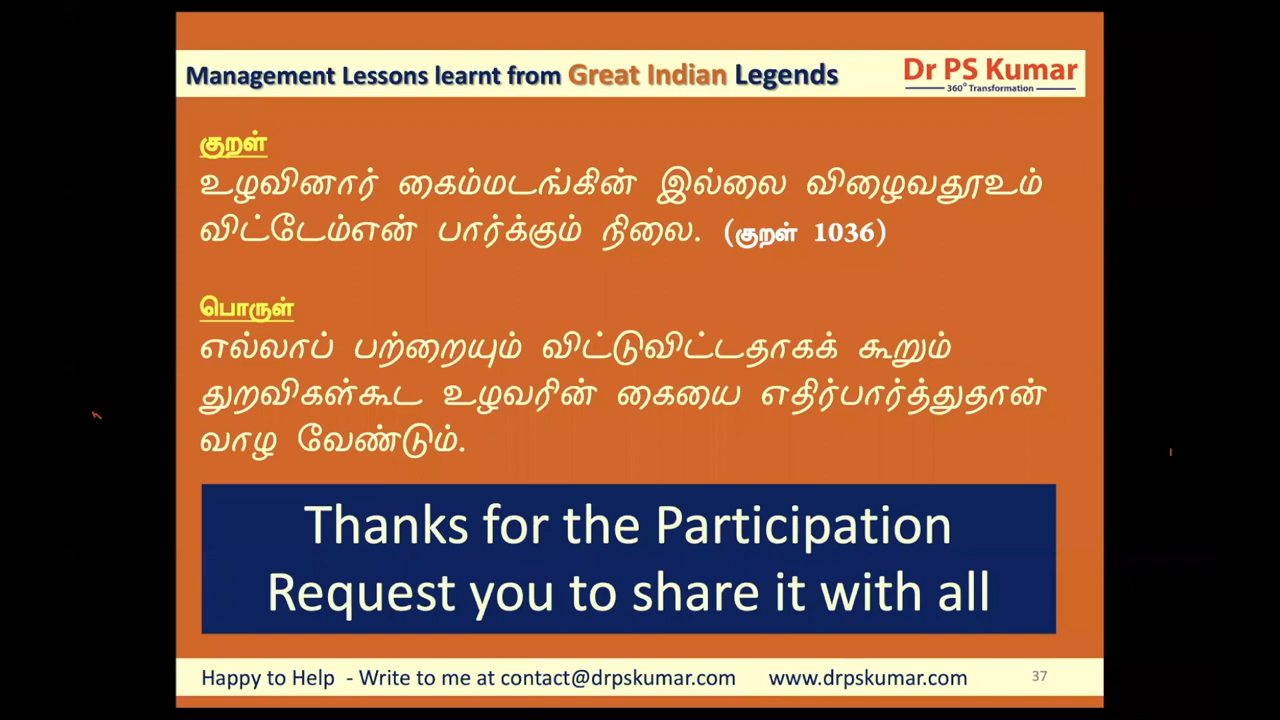 Management Lessons learnt from Great Indian Legends
Dr PS Kumar
360° Transformation
குறள்
உழவினார் கைம்மடங்கின் இல்லை விழைவதூஉம்
விட்டேம்என் பார்க்கும் நிலை. (குறள் 1036)
பொருள்
எல்லாப் பற்றையும் விட்டுவிட்டதாகக் கூறும்
துறவிகள்கூட உழவரின் கையை எதிர்பார்த்துதான்
வாழ வேண்டும்.
Thanks for the Participation
Request you to share it with all
Happy to Help - Write to me at contact@drpskumar.com www.drpskumar.com 37